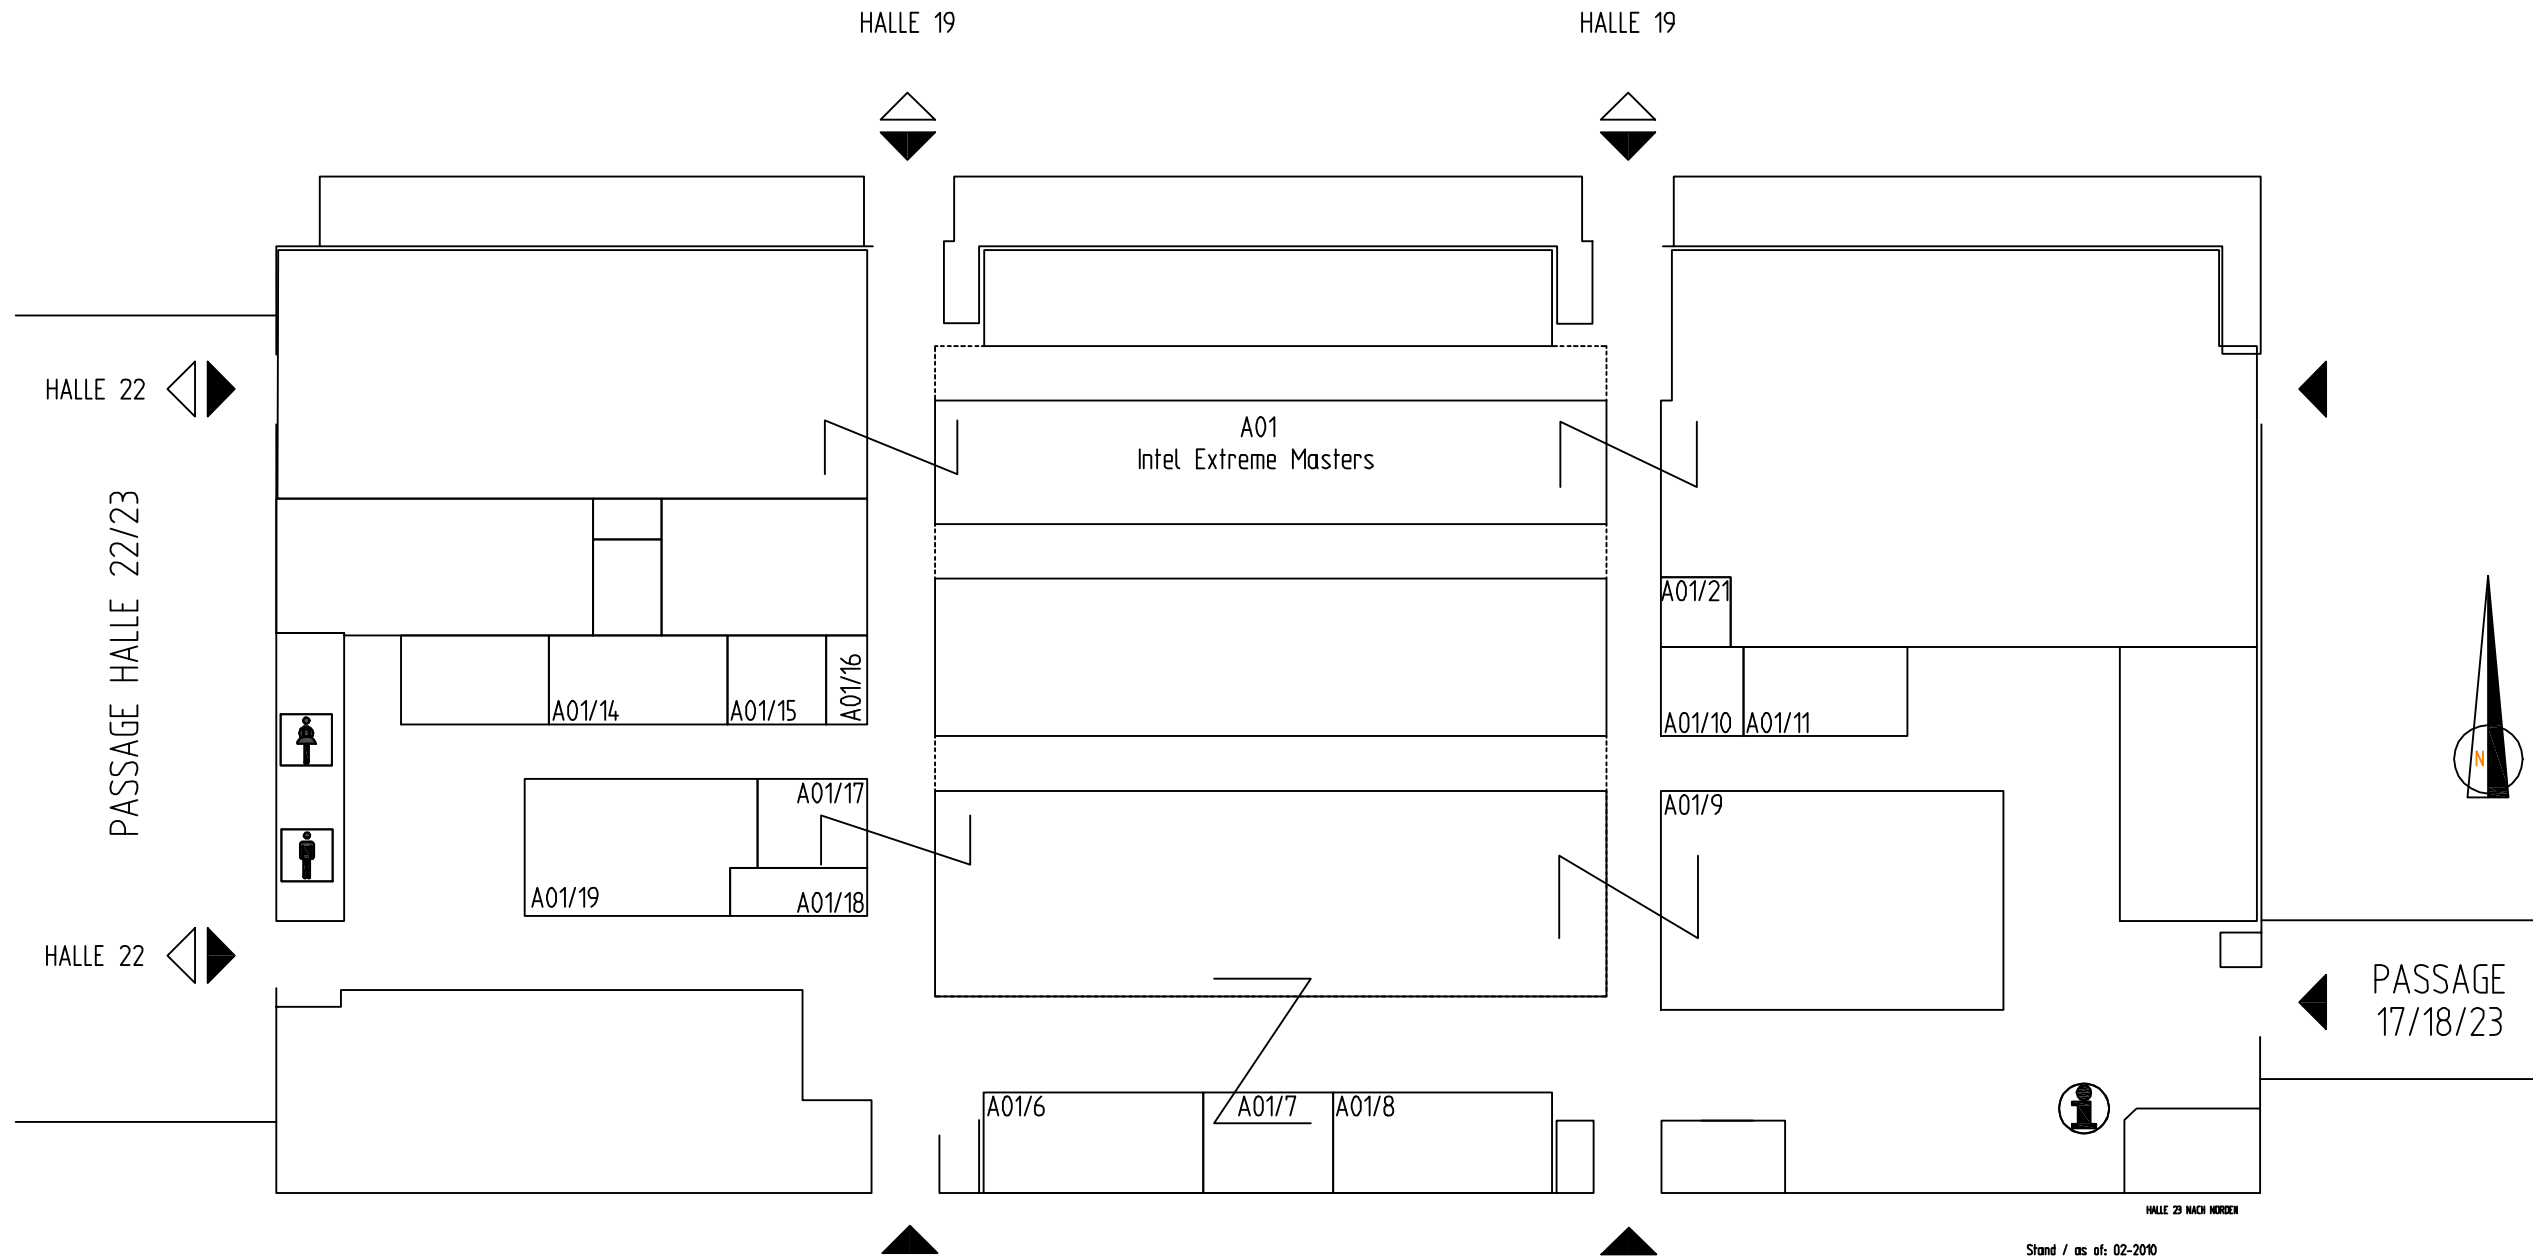 HALLE 19
HALLE 19
HALLE 22
A01
Intel Extreme Masters
PASSAGE HALLE 22/23
A01/21
A01/14
A01/15
A01/16
A01/10
A01/11
N
A01/17
A01/9
A01/19
A01/18
HALLE 22
PASSAGE
17/18/23
A01/6
A01/7
A01/8
HALLE 23 NACH NORDEN
Stand / as of: 02-2010